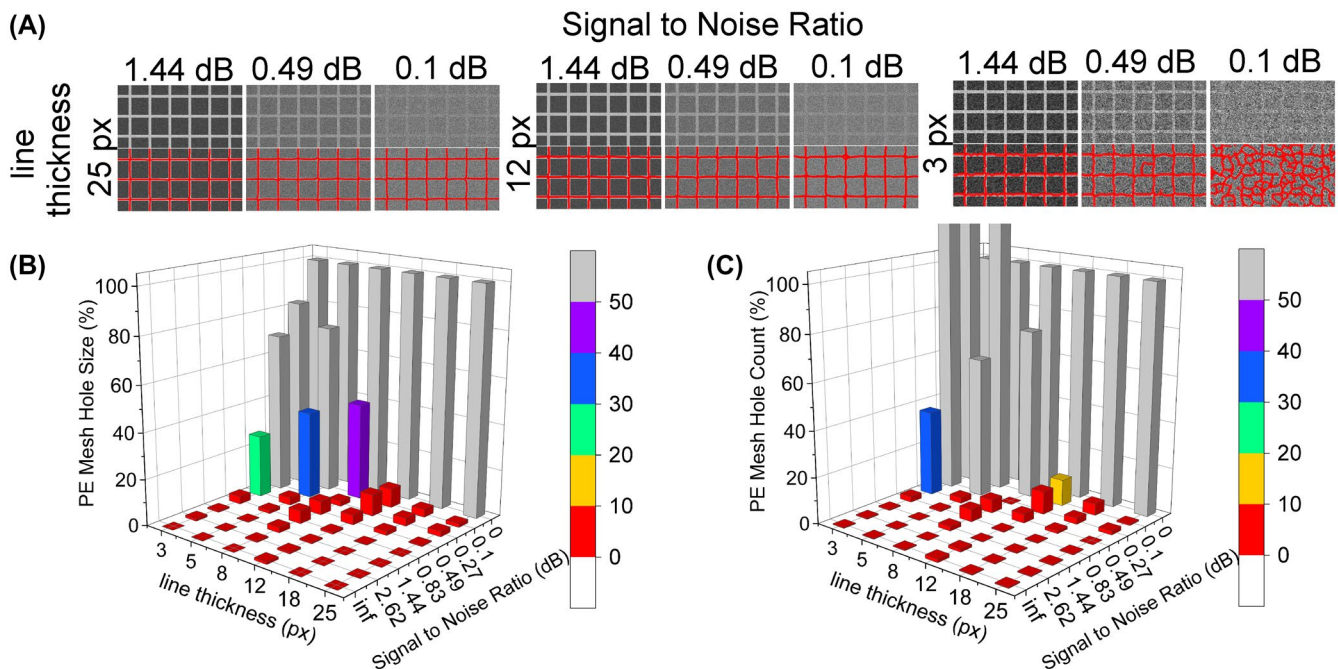 (A)
Signal to Noise Ratio
1.44 dB 0.49 dB 0.1 dB
1.44 dB 0.49 dB 0.1 dB
1.44 dB 0.49 dB 0.1 dB
line
thickness
25 px
12 px
3 px
(B)
PE Mesh Hole Size (%)
100
80
60
40
20
0
3 5 8 12 18 25
line thickness (px)
inf 2.62 1.44 0.83 0.49 0.27 0.1 0
Signal to Noise Ratio (dB)
50
40
30
20
10
0
(C)
PE Mesh Hole Count (%)
100
80
60
40
20
0
3 5 8 12 18 25
line thickness (px)
inf 2.62 1.44 0.83 0.49 0.27 0.1 0
Signal to Noise Ratio (dB)
50
40
30
20
10
0